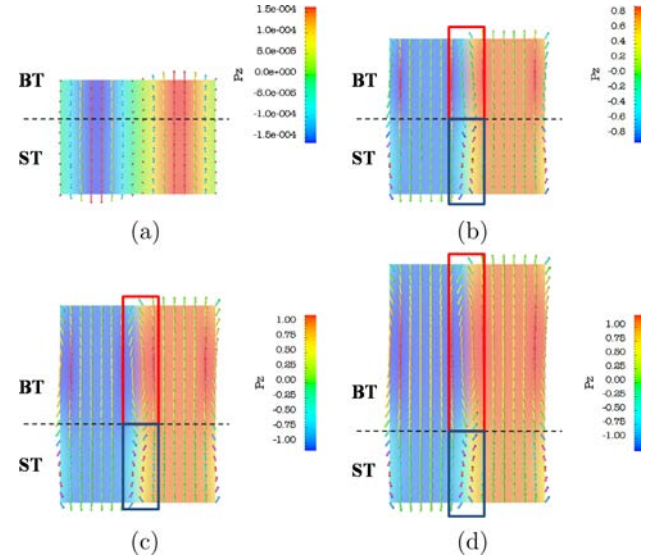 BT
ST
1.5e-004
1.0e-004
5.0e-005
0.0e+000
-5.0e-005
-1.0e-004
-1.5e-004
Pz
(a)
BT
ST
0.8
0.6
0.4
0.2
-0.0
-0.2
-0.4
-0.6
-0.8
Pz
(b)
BT
ST
1.00
0.75
0.50
0.25
0.00
-0.25
-0.50
-0.75
-1.00
Pz
(c)
BT
ST
1.00
0.75
0.50
0.25
0.00
-0.25
-0.50
-0.75
-1.00
Pz
(d)